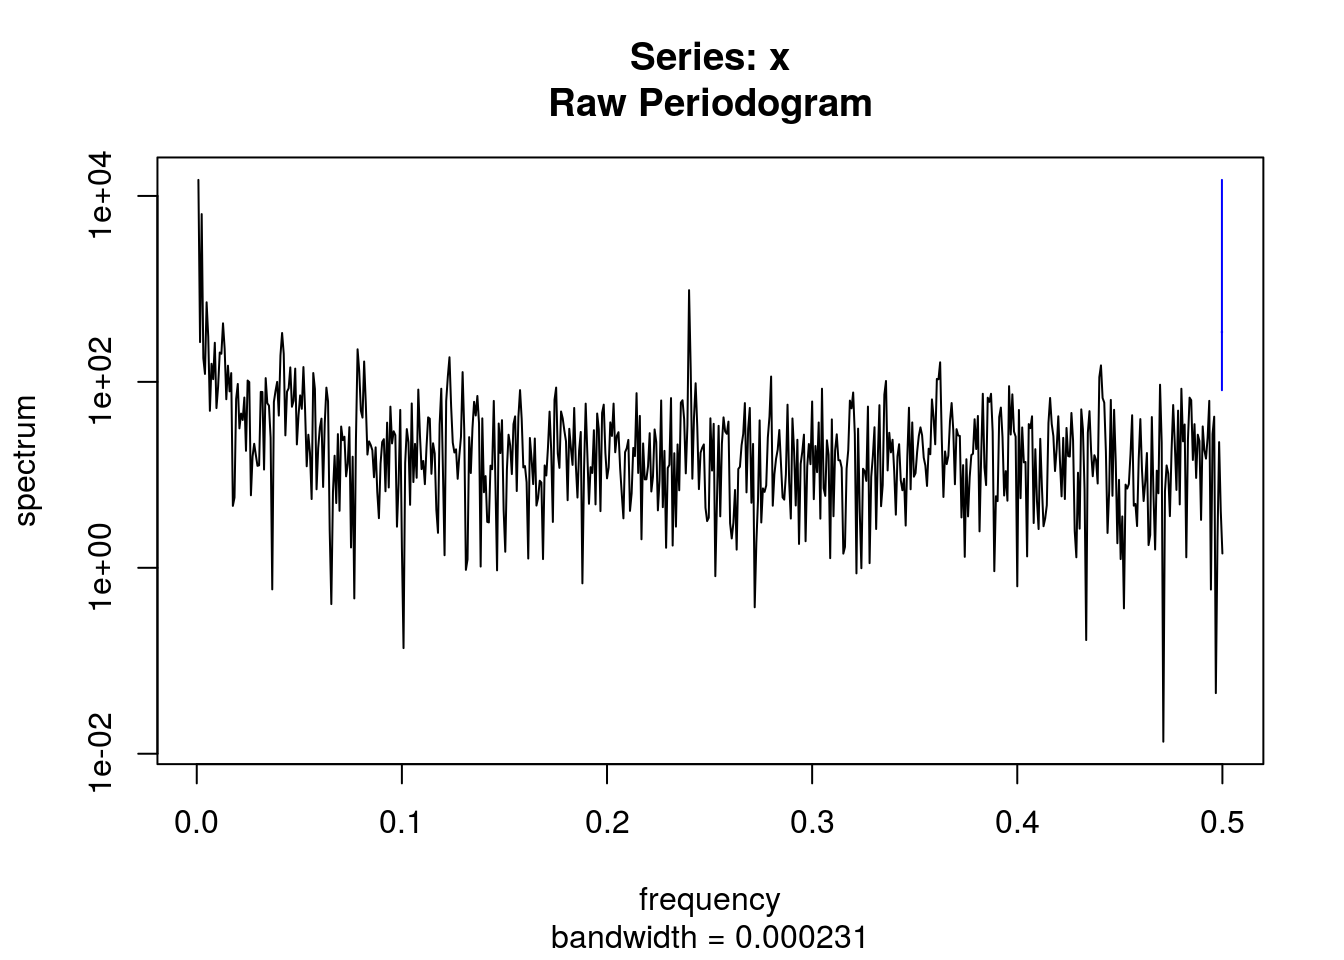 Series: x
Raw Periodogram
spectrum
1e+04
1e+02
1e+00
1e-02
0.0 0.1 0.2 0.3 0.4 0.5
frequency
bandwidth = 0.000231